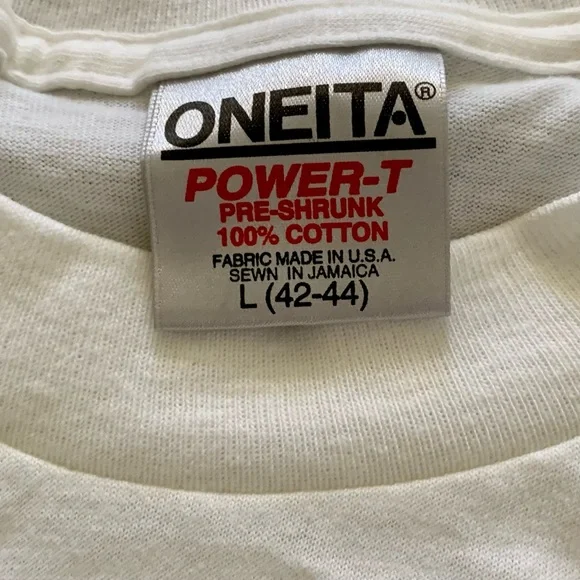 ONEITA®
POWER-T
PRE-SHRUNK
100% COTTON
FABRIC MADE IN U.S.A.
SEWN IN JAMAICA
L (42-44)